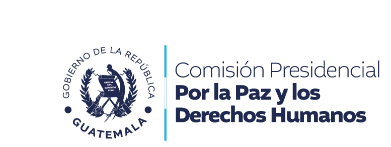 GOBIERNO DE LA REPÚBLICA
GUATEMALA
Comisión Presidencial
Por la Paz y los
Derechos Humanos